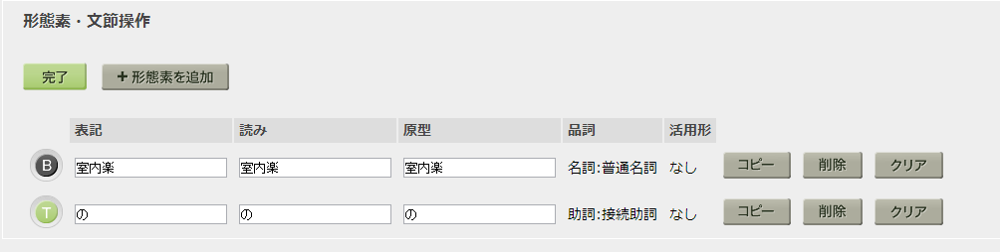 形態素・文節操作
完了 +形態素を追加
表記 読み 原型 品詞 活用形
B 室内楽 室内楽 室内楽 名詞:普通名詞 なし コピー 削除 クリア
T の の の 助詞:接続助詞 なし コピー 削除 クリア